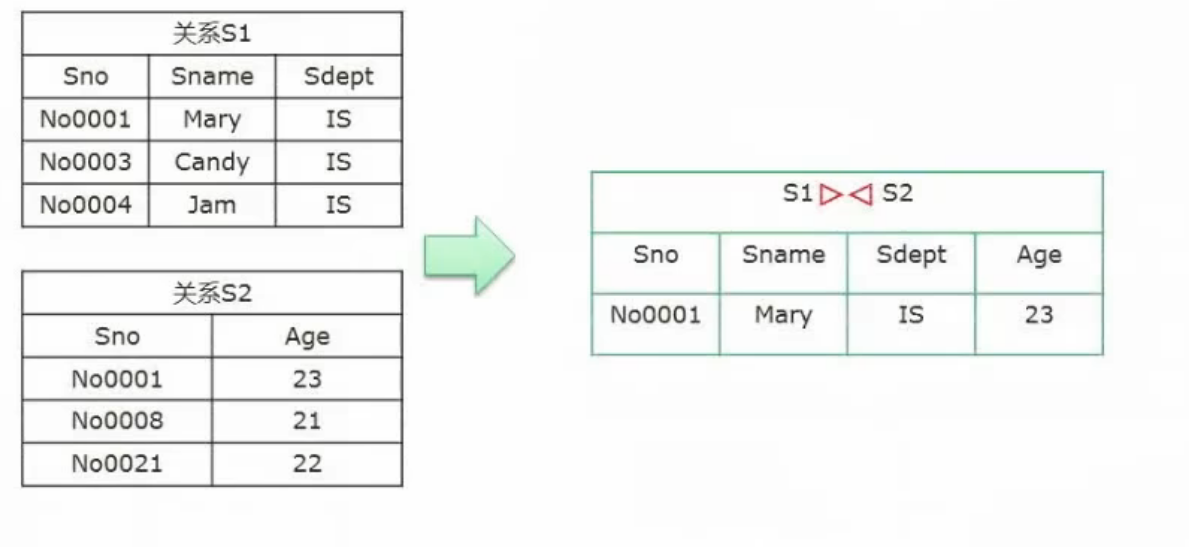 关系S1
Sno Sname Sdept
No0001 Mary IS
No0003 Candy IS
No0004 Jam IS
关系S2
Sno Age
No0001 23
No0008 21
No0021 22
S1 ▷◁ S2
Sno Sname Sdept Age
No0001 Mary IS 23